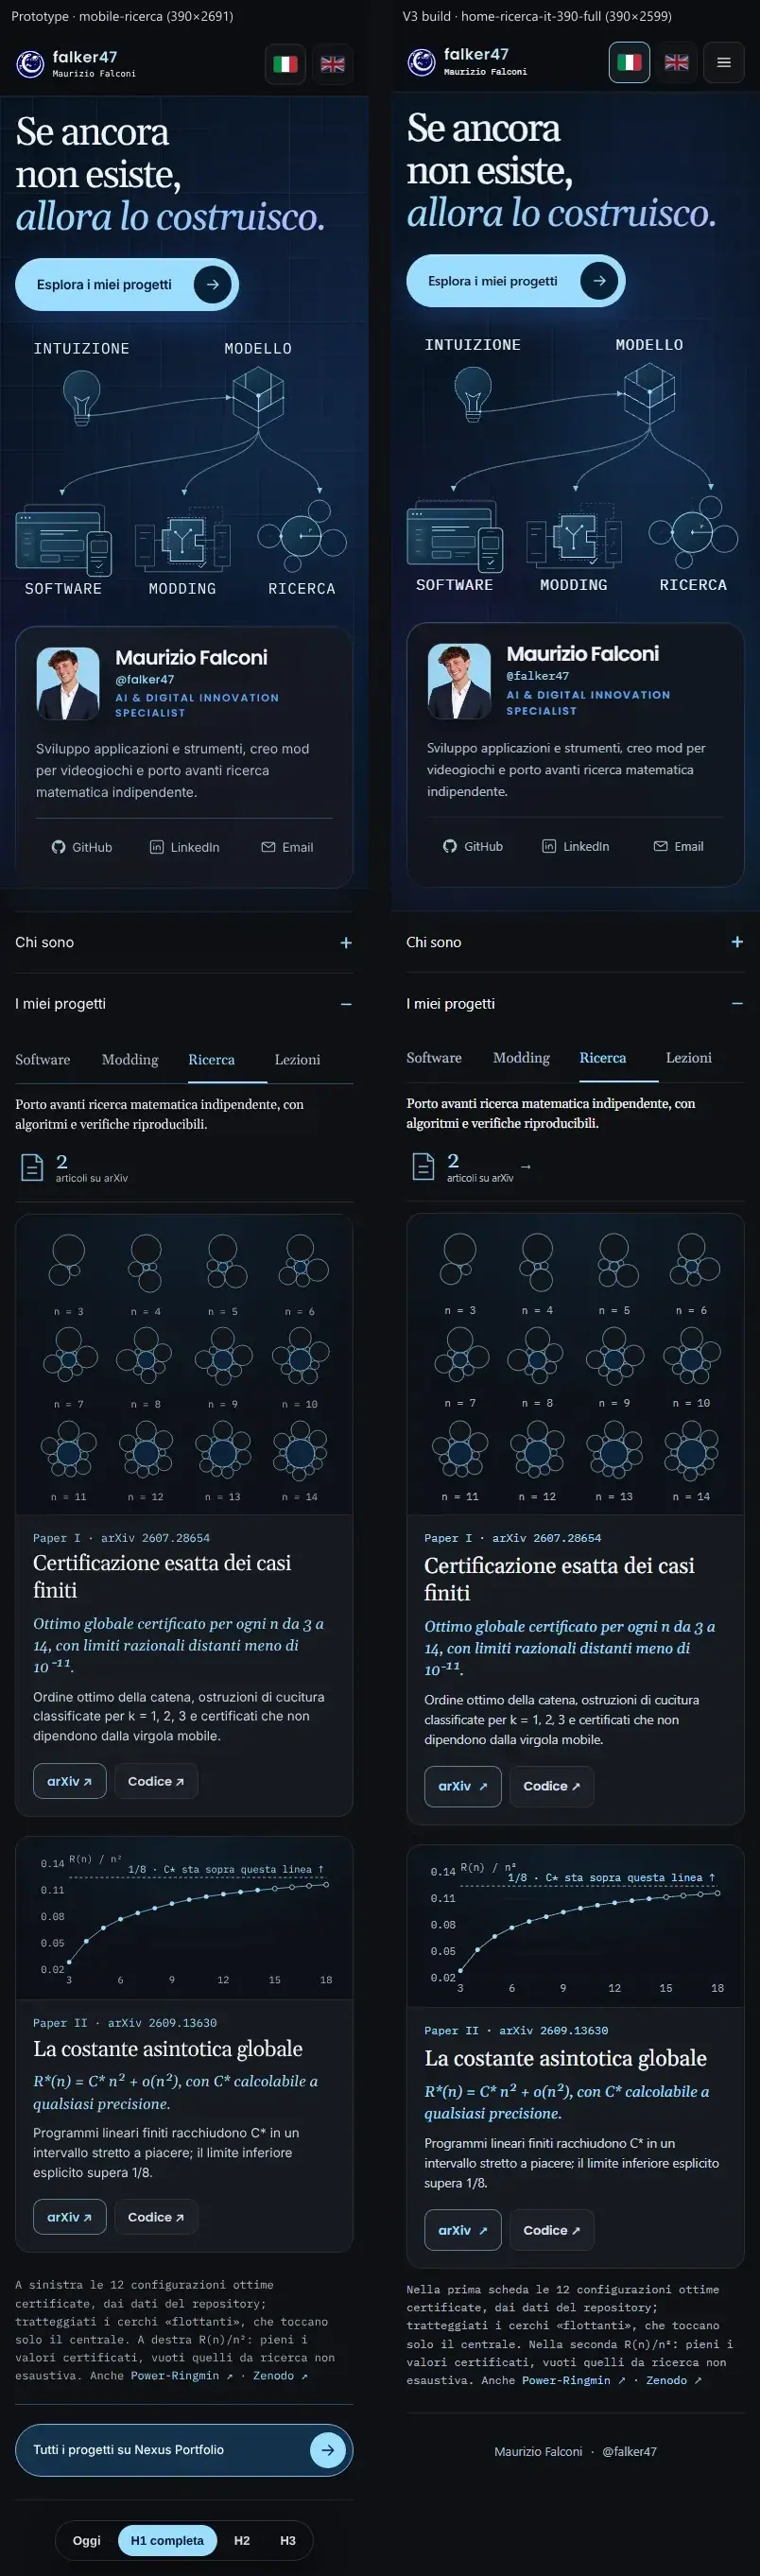 Prototype · mobile-ricerca (390×2691)
falker47
Maurizio Falconi
Se ancora
non esiste,
allora lo costruisco.
Esplora i miei progetti
INTUIZIONE MODELLO
SOFTWARE MODDING RICERCA
Maurizio Falconi
@falker47
AI & DIGITAL INNOVATION
SPECIALIST
Sviluppo applicazioni e strumenti, creo mod
per videogiochi e porto avanti ricerca
matematica indipendente.
GitHub LinkedIn Email
Chi sono +
I miei progetti −
Software Modding Ricerca Lezioni
Porto avanti ricerca matematica indipendente, con
algoritmi e verifiche riproducibili.
2
articoli su arXiv
n = 3 n = 4 n = 5 n = 6
n = 7 n = 8 n = 9 n = 10
n = 11 n = 12 n = 13 n = 14
Paper I · arXiv 2607.28654
Certificazione esatta dei casi
finiti
Ottimo globale certificato per ogni n da 3 a
14, con limiti razionali distanti meno di
10⁻¹¹.
Ordine ottimo della catena, ostruzioni di cucitura
classificate per k = 1, 2, 3 e certificati che non
dipendono dalla virgola mobile.
arXiv ↗ Codice ↗
R(n) / n²
0.14
1/8 · C* sta sopra questa linea ↑
0.11
0.08
0.05
0.02
3 6 9 12 15 18
Paper II · arXiv 2609.13630
La costante asintotica globale
R*(n) = C* n² + o(n²), con C* calcolabile a
qualsiasi precisione.
Programmi lineari finiti racchiudono C* in un
intervallo stretto a piacere; il limite inferiore
esplicito supera 1/8.
arXiv ↗ Codice ↗
A sinistra le 12 configurazioni ottime
certificate, dai dati del repository;
tratteggiati i cerchi «flottanti», che toccano
solo il centrale. A destra R(n)/n²: pieni i
valori certificati, vuoti quelli da ricerca non
esaustiva. Anche Power-Ringmin ↗ · Zenodo ↗
Tutti i progetti su Nexus Portfolio →
Oggi H1 completa H2 H3
V3 build · home-ricerca-it-390-full (390×2599)
falker47
Maurizio Falconi
Se ancora
non esiste,
allora lo costruisco.
Esplora i miei progetti
INTUIZIONE MODELLO
SOFTWARE MODDING RICERCA
Maurizio Falconi
@falker47
AI & DIGITAL INNOVATION
SPECIALIST
Sviluppo applicazioni e strumenti, creo mod per
videogiochi e porto avanti ricerca matematica
indipendente.
GitHub LinkedIn Email
Chi sono +
I miei progetti −
Software Modding Ricerca Lezioni
Porto avanti ricerca matematica indipendente, con
algoritmi e verifiche riproducibili.
2
articoli su arXiv →
n = 3 n = 4 n = 5 n = 6
n = 7 n = 8 n = 9 n = 10
n = 11 n = 12 n = 13 n = 14
Paper I · arXiv 2607.28654
Certificazione esatta dei casi
finiti
Ottimo globale certificato per ogni n da 3 a
14, con limiti razionali distanti meno di
10⁻¹¹.
Ordine ottimo della catena, ostruzioni di cucitura
classificate per k = 1, 2, 3 e certificati che non
dipendono dalla virgola mobile.
arXiv ↗ Codice ↗
R(n) / n²
0.14
1/8 · C* sta sopra questa linea ↑
0.11
0.08
0.05
0.02
3 6 9 12 15 18
Paper II · arXiv 2609.13630
La costante asintotica globale
R*(n) = C* n² + o(n²), con C* calcolabile a
qualsiasi precisione.
Programmi lineari finiti racchiudono C* in un
intervallo stretto a piacere; il limite inferiore esplicito
supera 1/8.
arXiv ↗ Codice ↗
Nella prima scheda le 12 configurazioni ottime
certificate, dai dati del repository;
tratteggiati i cerchi «flottanti», che toccano
solo il centrale. Nella seconda R(n)/n²: pieni i
valori certificati, vuoti quelli da ricerca non
esaustiva. Anche Power-Ringmin ↗ · Zenodo ↗
Maurizio Falconi · @falker47